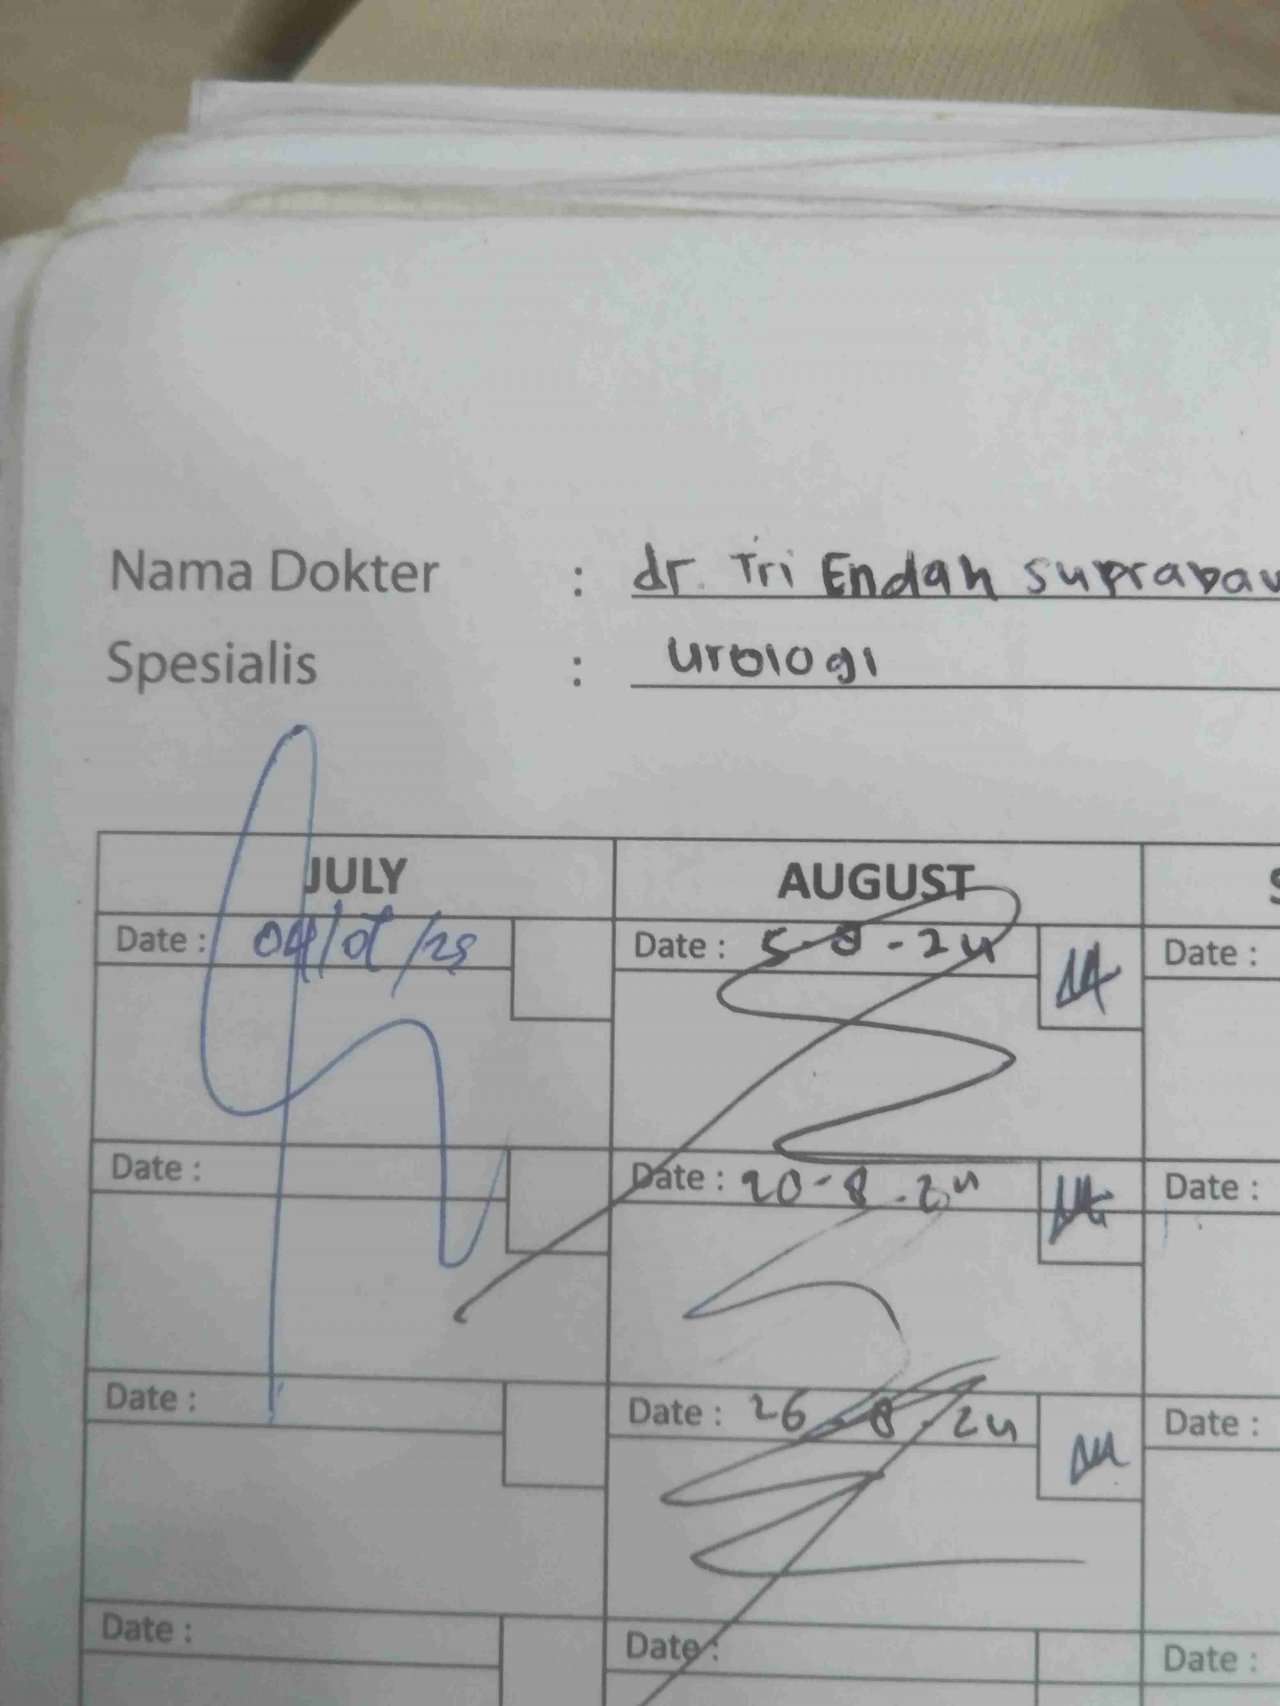 Nama Dokter : dr. Tri Endah
Spesialis : urologi
JULY AUGUST
Date : Date : 5-8-24 Date :
Date : Date : 20-8-24 Date :
Date : Date : 26-8-24 Date :
Date : Date : Date :